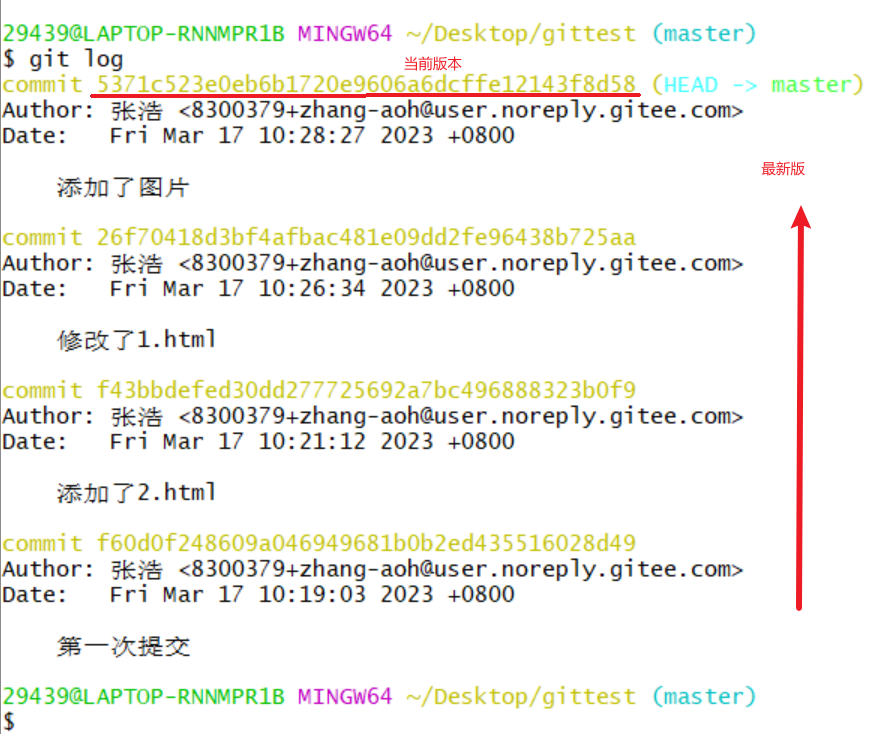 29439@LAPTOP-RNNMPR1B MINGW64 ~/Desktop/gittest (master)
$ git log
当前版本
commit 5371c523e0eb6b1720e9606a6dcffe12143f8d58 (HEAD -> master)
Author: 张浩 <8300379+zhang-aoh@user.noreply.gitee.com>
Date:   Fri Mar 17 10:28:27 2023 +0800
最新版
    添加了图片
commit 26f70418d3bf4afbac481e09dd2fe96438b725aa
Author: 张浩 <8300379+zhang-aoh@user.noreply.gitee.com>
Date:   Fri Mar 17 10:26:34 2023 +0800
    修改了1.html
commit f43bbdefed30dd277725692a7bc496888323b0f9
Author: 张浩 <8300379+zhang-aoh@user.noreply.gitee.com>
Date:   Fri Mar 17 10:21:12 2023 +0800
    添加了2.html
commit f60d0f248609a046949681b0b2ed435516028d49
Author: 张浩 <8300379+zhang-aoh@user.noreply.gitee.com>
Date:   Fri Mar 17 10:19:03 2023 +0800
    第一次提交
29439@LAPTOP-RNNMPR1B MINGW64 ~/Desktop/gittest (master)
$